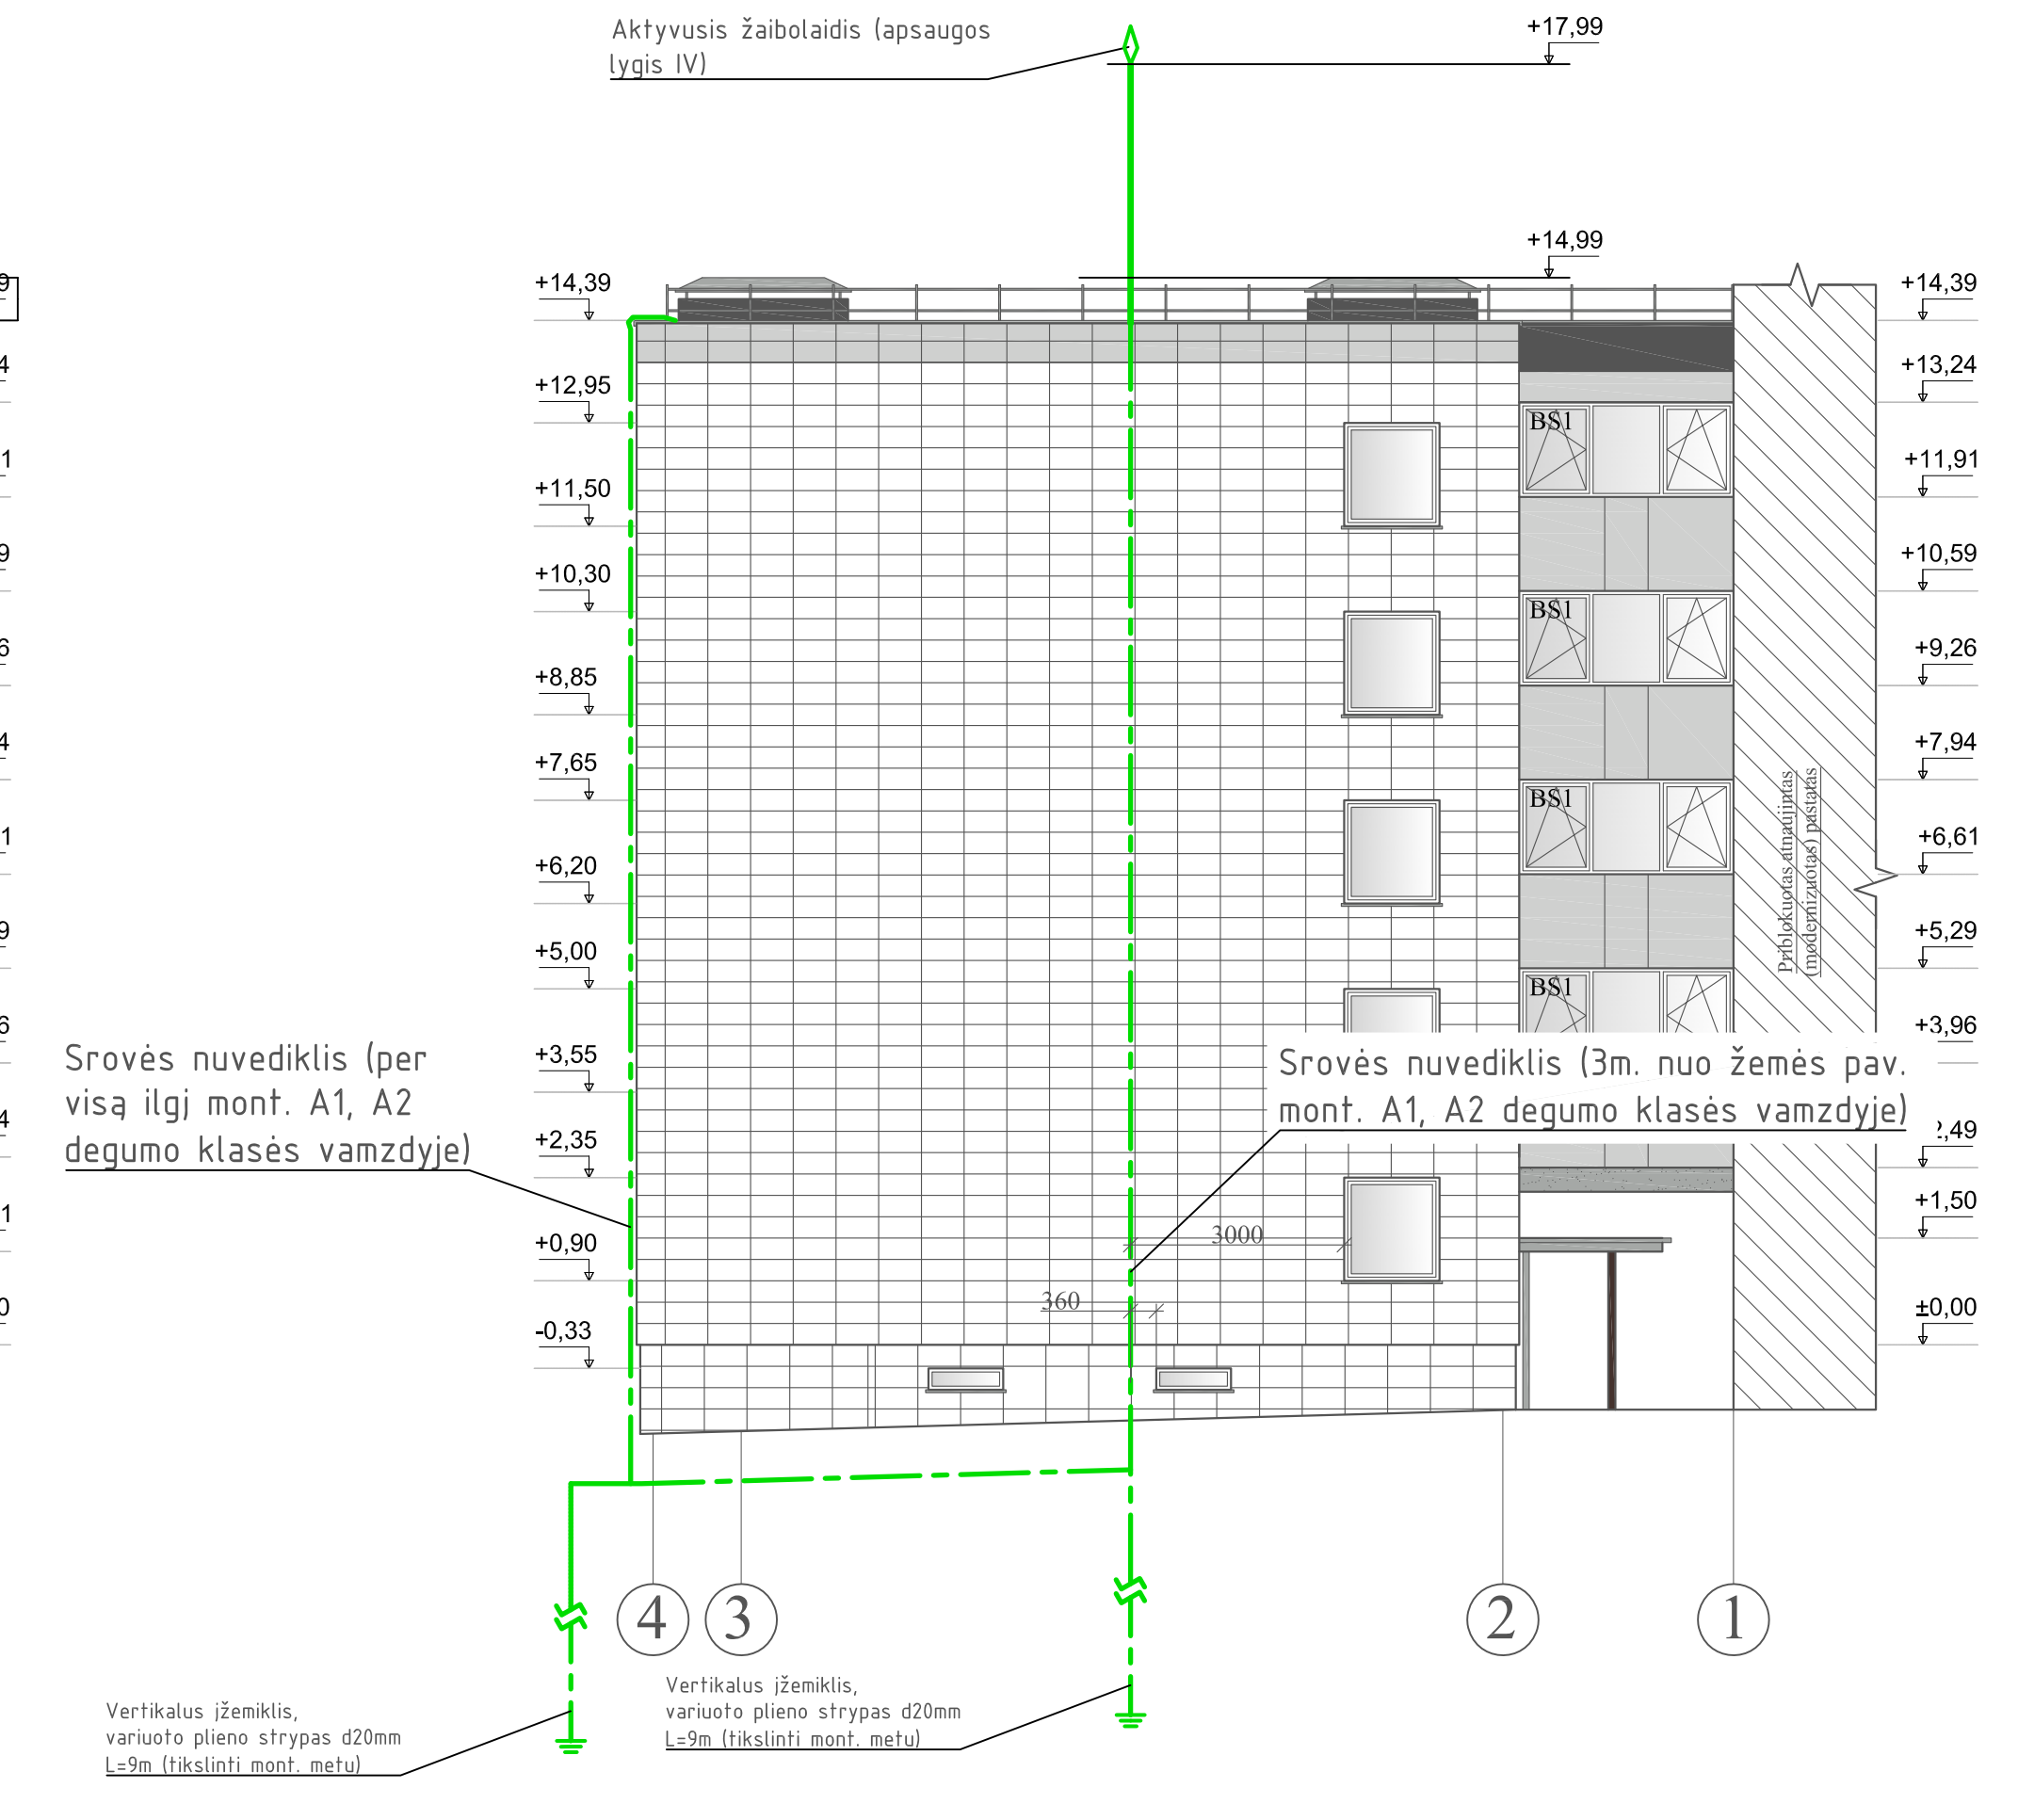 Aktyvusis žaibolaidis (apsaugos
lygis IV)
+17,99
+14,99
+14,39
+12,95
+11,50
+10,30
+8,85
+7,65
+6,20
+5,00
+3,55
+2,35
+0,90
-0,33
+14,39
+13,24
+11,91
+10,59
+9,26
+7,94
+6,61
+5,29
+3,96
,49
+1,50
±0,00
BS1
BS1
BS1
BS1
Priblokuotas atnaujintas
(modernizuotas) pastatas
Srovės nuvediklis (per
visą ilgį mont. A1, A2
degumo klasės vamzdyje)
Srovės nuvediklis (3m. nuo žemės pav.
mont. A1, A2 degumo klasės vamzdyje)
3000
360
4
3
2
1
Vertikalus įžemiklis,
variuoto plieno strypas d20mm
L=9m (tikslinti mont. metu)
Vertikalus įžemiklis,
variuoto plieno strypas d20mm
L=9m (tikslinti mont. metu)